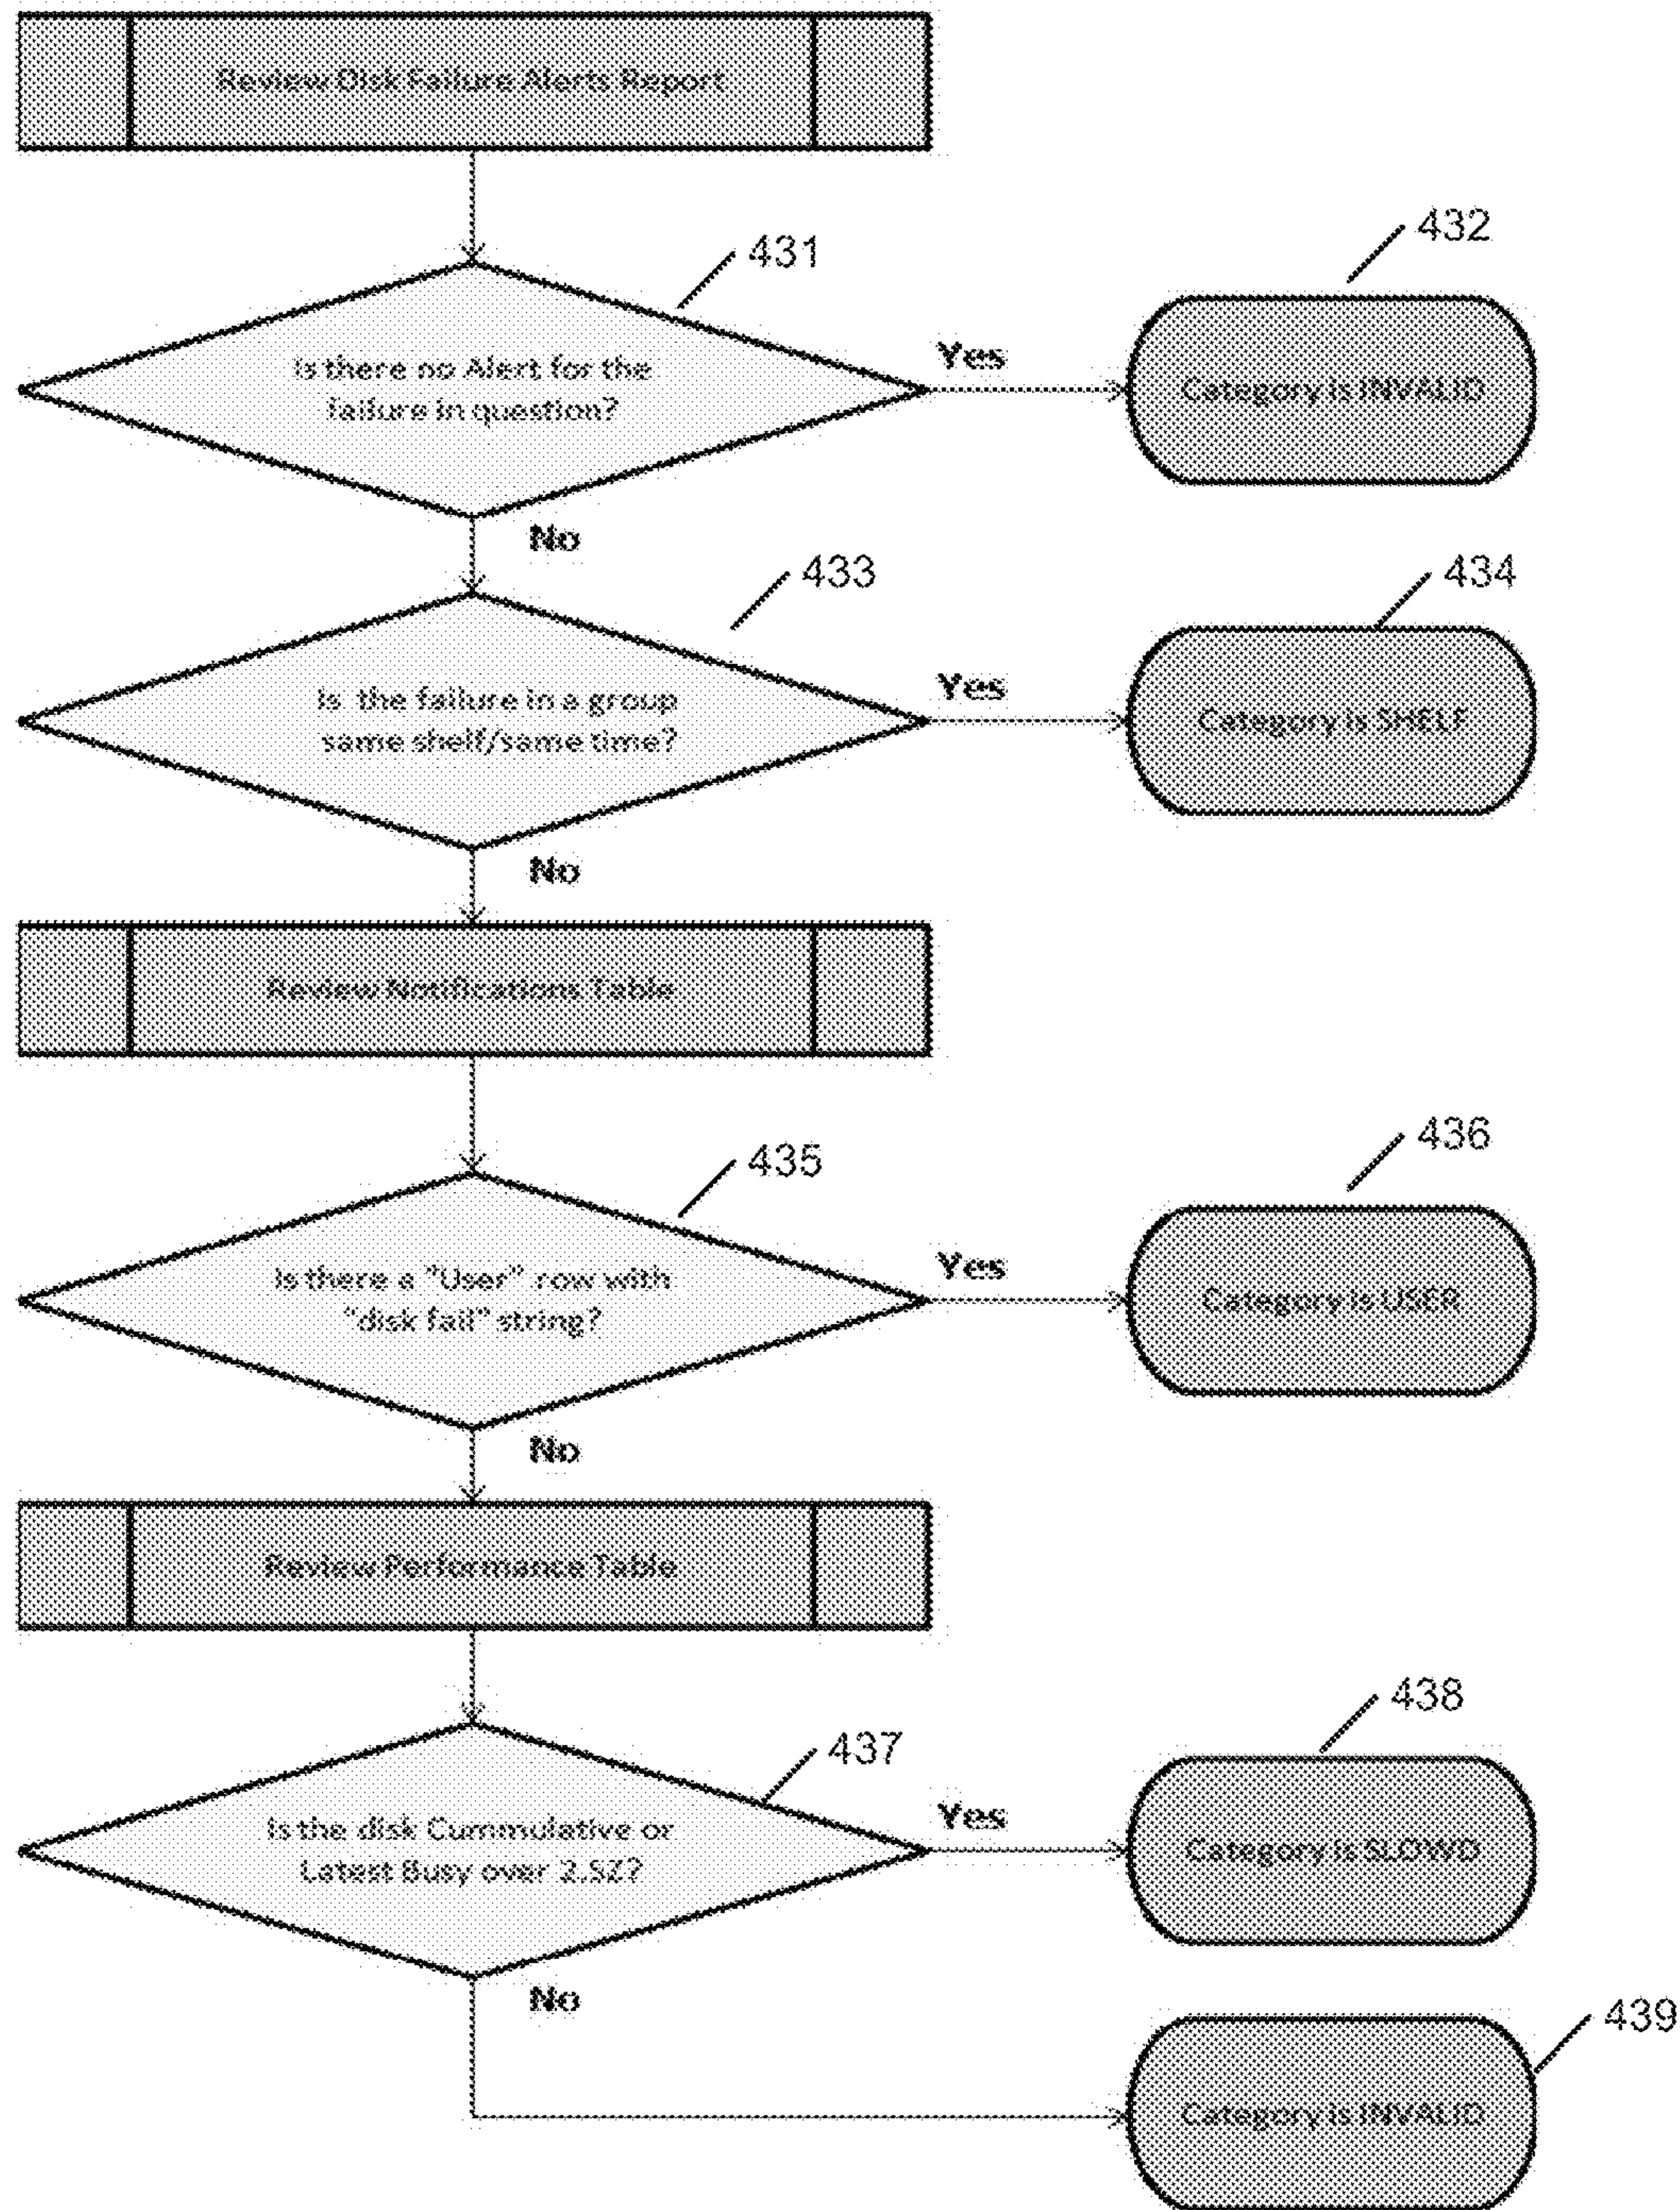 Review Disk Failure Alerts Report
431
432
Is there no Alert for the
failure in question?
Yes
Category is INVALID
No
433
434
Is the failure in a group
same shelf/same time?
Yes
Category is SHELF
No
Review Notifications Table
435
436
Is there a "User" row with
"disk fail" string?
Yes
Category is USER
No
Review Performance Table
437
438
Is the disk Cummulative or
Latest Busy over 2.5Z?
Yes
Category is SLOWD
No
439
Category is INVALID